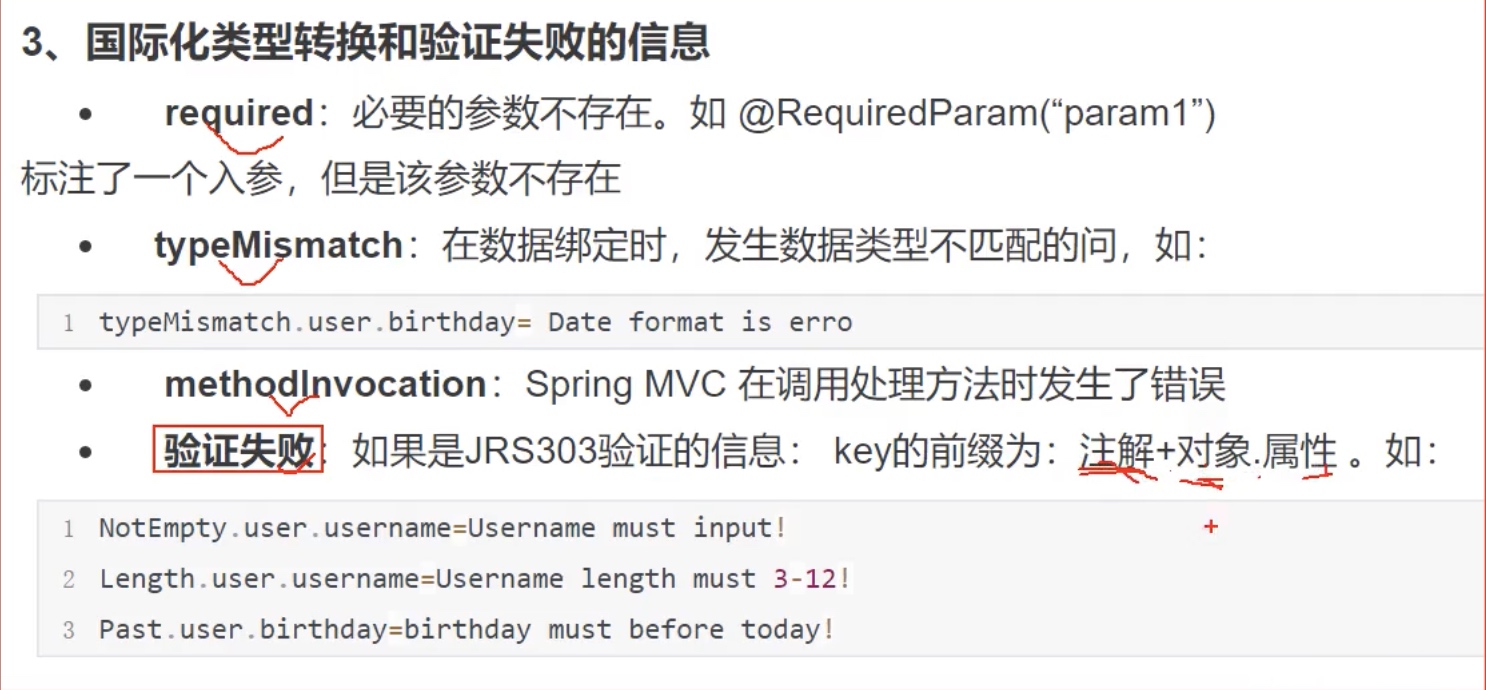 3、国际化类型转换和验证失败的信息
• required：必要的参数不存在。如 @RequiredParam(“param1”)
标注了一个入参，但是该参数不存在
• typeMismatch：在数据绑定时，发生数据类型不匹配的问，如：
1 typeMismatch.user.birthday= Date format is erro
• methodInvocation：Spring MVC 在调用处理方法时发生了错误
• 验证失败：如果是JRS303验证的信息： key的前缀为：注解+对象.属性 。如：
1 NotEmpty.user.username=Username must input!
2 Length.user.username=Username length must 3-12!
3 Past.user.birthday=birthday must before today!